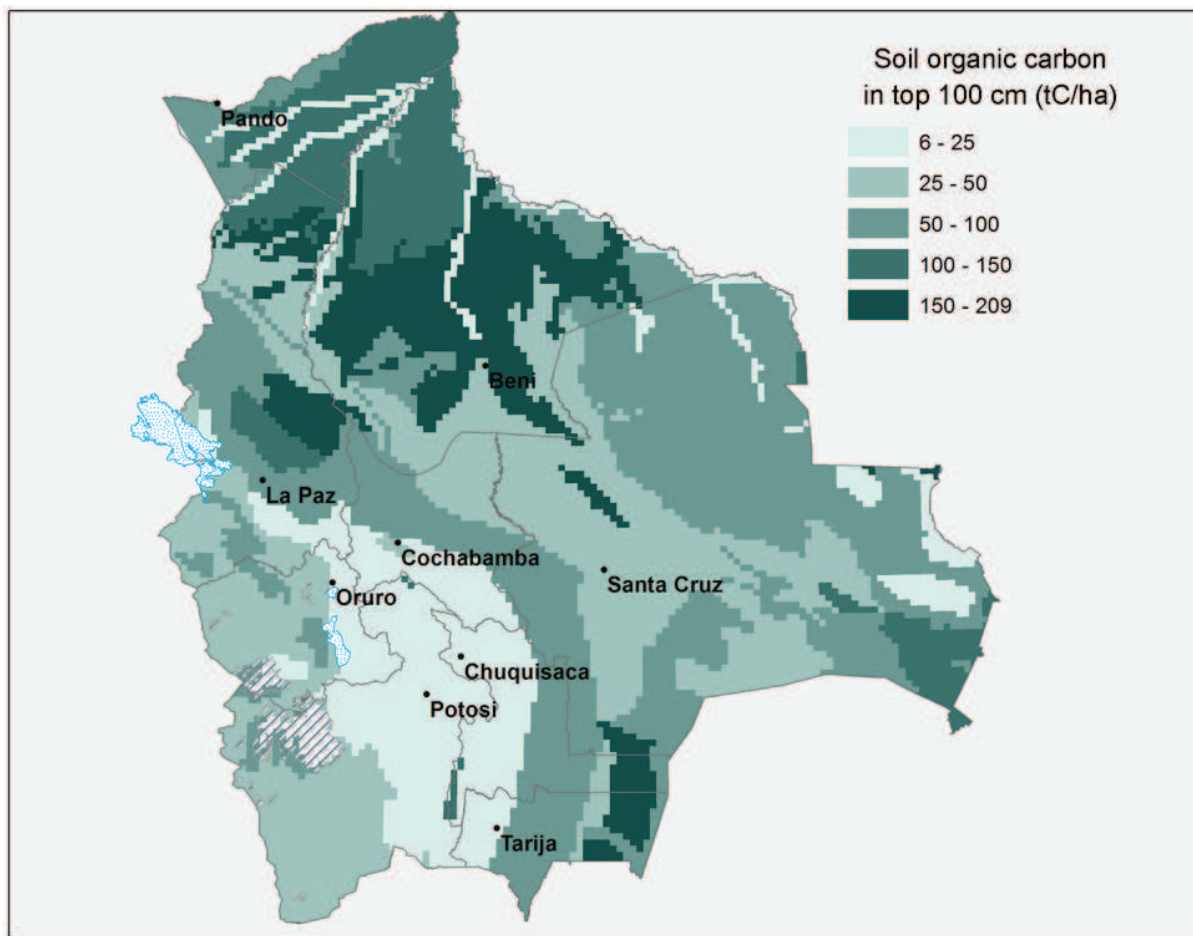 Soil organic carbon
in top 100 cm (tC/ha)
6 - 25
25 - 50
50 - 100
100 - 150
150 - 209
Pando
Beni
La Paz
Cochabamba
Oruro
Santa Cruz
Chuquisaca
Potosi
Tarija